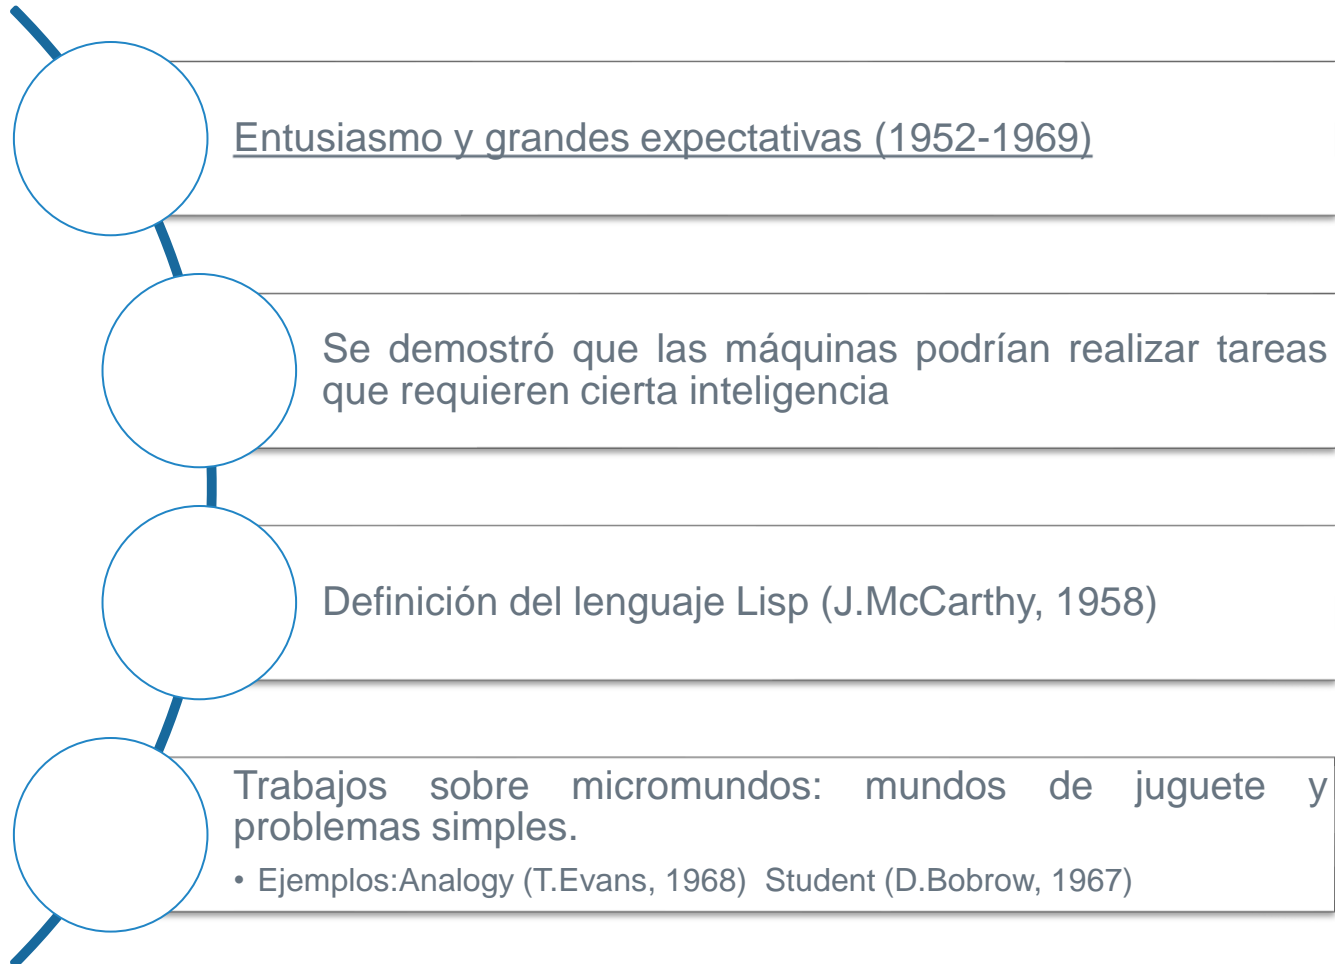 Entusiasmo y grandes expectativas (1952-1969)
Se demostró que las máquinas podrían realizar tareas
que requieren cierta inteligencia
Definición del lenguaje Lisp (J.McCarthy, 1958)
Trabajos sobre micromundos: mundos de juguete y
problemas simples.
• Ejemplos:Analogy (T.Evans, 1968) Student (D.Bobrow, 1967)